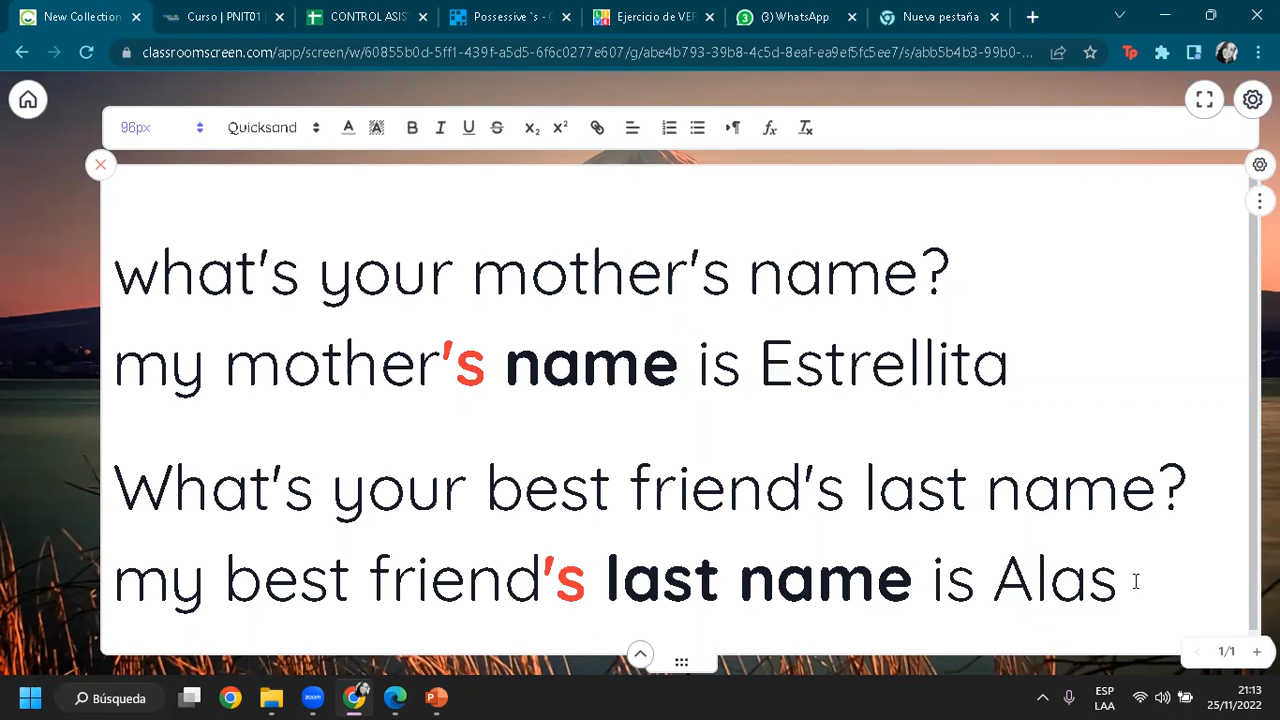 New Collection
Curso | PNIT01
CONTROL ASIS
Possessive `s - G
Ejercicio de VER
(3) WhatsApp
Nueva pestaña
classroomscreen.com/app/screen/w/60855b0d-5ff1-439f-a5d5-6f6c0277e607/g/abe4b793-39b8-4c5d-8eaf-ea9ef5fc5ee7/s/abb5b4b3-99b0-...
96px
Quicksand
what's your mother's name?
my mother's name is Estrellita
What's your best friend's last name?
my best friend's last name is Alas
1/1
Búsqueda
zoom
ESP
LAA
21:13
25/11/2022